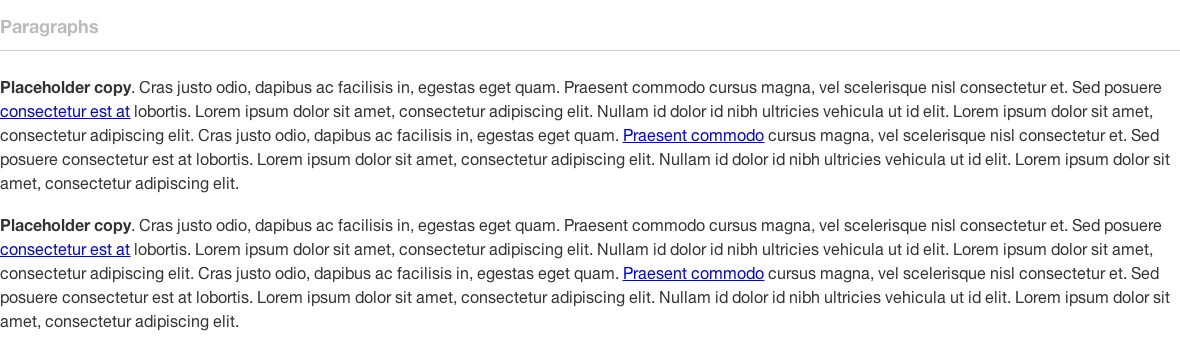 Paragraphs
Placeholder copy. Cras justo odio, dapibus ac facilisis in, egestas eget quam. Praesent commodo cursus magna, vel scelerisque nisl consectetur et. Sed posuere
consectetur est at lobortis. Lorem ipsum dolor sit amet, consectetur adipiscing elit. Nullam id dolor id nibh ultricies vehicula ut id elit. Lorem ipsum dolor sit amet,
consectetur adipiscing elit. Cras justo odio, dapibus ac facilisis in, egestas eget quam. Praesent commodo cursus magna, vel scelerisque nisl consectetur et. Sed
posuere consectetur est at lobortis. Lorem ipsum dolor sit amet, consectetur adipiscing elit. Nullam id dolor id nibh ultricies vehicula ut id elit. Lorem ipsum dolor sit
amet, consectetur adipiscing elit.
Placeholder copy. Cras justo odio, dapibus ac facilisis in, egestas eget quam. Praesent commodo cursus magna, vel scelerisque nisl consectetur et. Sed posuere
consectetur est at lobortis. Lorem ipsum dolor sit amet, consectetur adipiscing elit. Nullam id dolor id nibh ultricies vehicula ut id elit. Lorem ipsum dolor sit amet,
consectetur adipiscing elit. Cras justo odio, dapibus ac facilisis in, egestas eget quam. Praesent commodo cursus magna, vel scelerisque nisl consectetur et. Sed
posuere consectetur est at lobortis. Lorem ipsum dolor sit amet, consectetur adipiscing elit. Nullam id dolor id nibh ultricies vehicula ut id elit. Lorem ipsum dolor sit
amet, consectetur adipiscing elit.